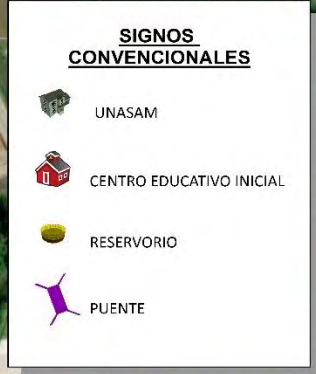 SIGNOS
CONVENCIONALES
UNASAM
CENTRO EDUCATIVO INICIAL
RESERVORIO
PUENTE